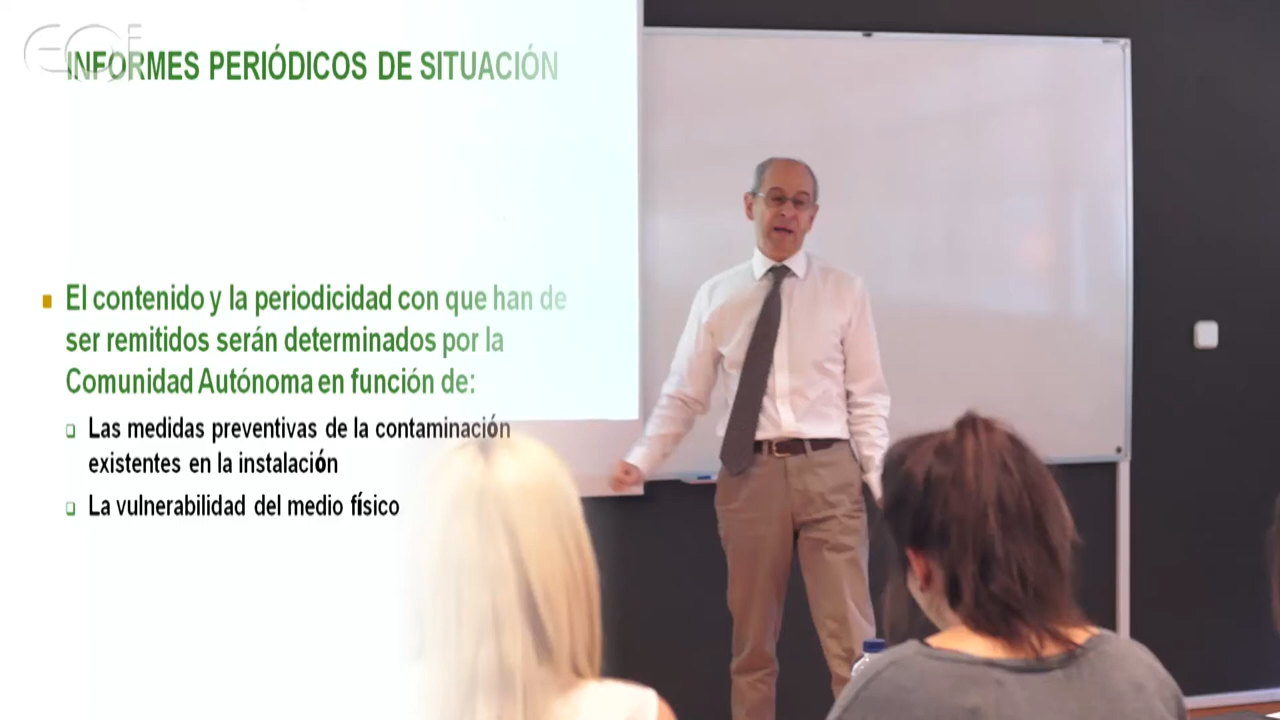 EOi
INFORMES PERIÓDICOS DE SITUACIÓN
El contenido y la periodicidad con que han de
ser remitidos serán determinados por la
Comunidad Autónoma en función de:
Las medidas preventivas de la contaminación
existentes en la instalación
La vulnerabilidad del medio físico